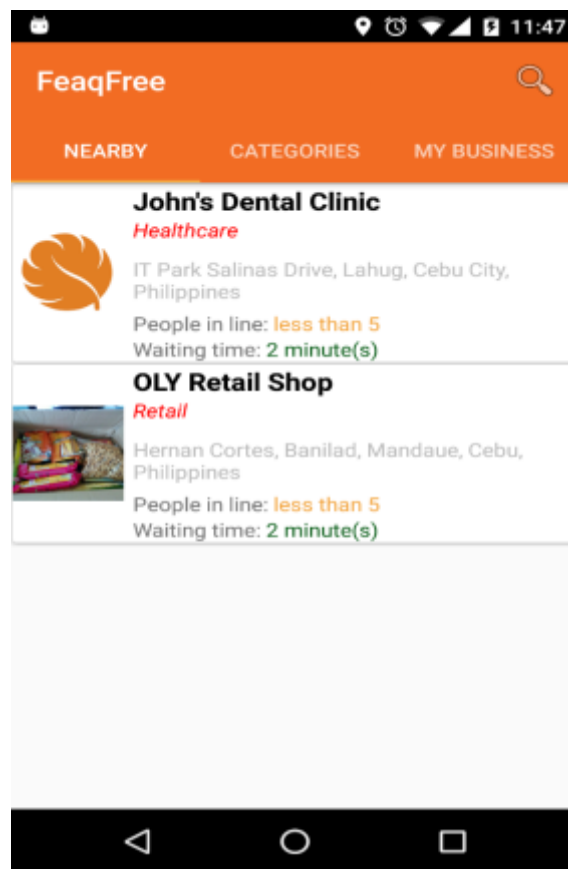 11:47
FeaqFree
NEARBY CATEGORIES MY BUSINESS
John's Dental Clinic
Healthcare
IT Park Salinas Drive, Lahug, Cebu City,
Philippines
People in line: less than 5
Waiting time: 2 minute(s)
OLY Retail Shop
Retail
Hernan Cortes, Banilad, Mandaue, Cebu,
Philippines
People in line: less than 5
Waiting time: 2 minute(s)